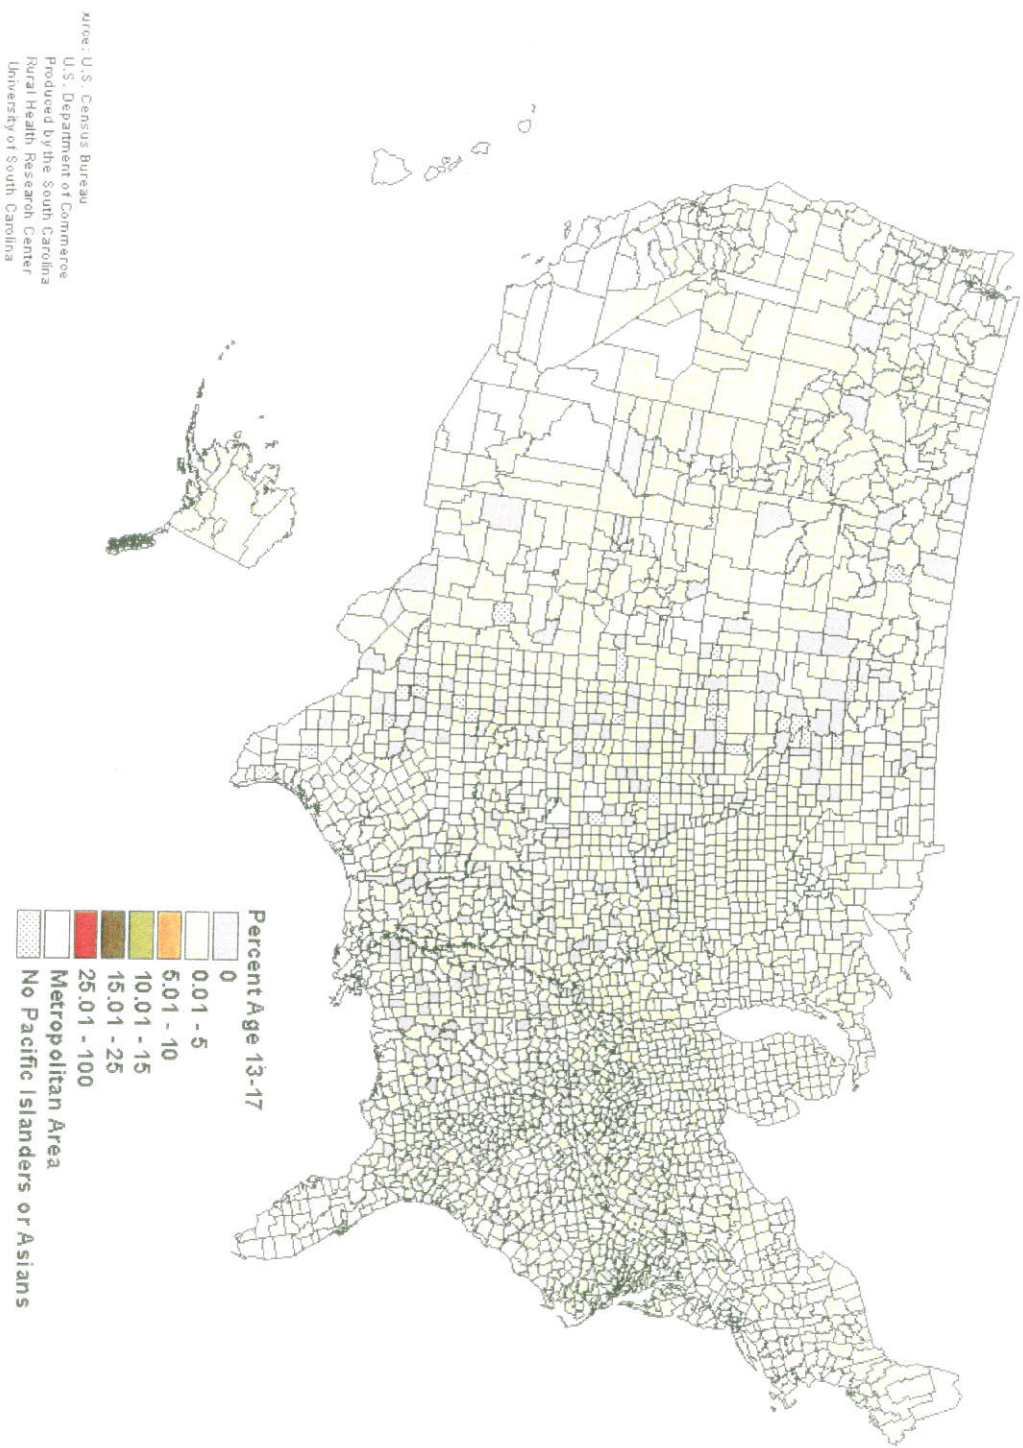 Percent Age 13-17
0
0.01 - 5
5.01 - 10
10.01 - 15
15.01 - 25
25.01 - 100
Metropolitan Area
No Pacific Islanders or Asians
urce: U.S. Census Bureau
U.S. Department of Commerce
Produced by the South Carolina
Rural Health Research Center
University of South Carolina